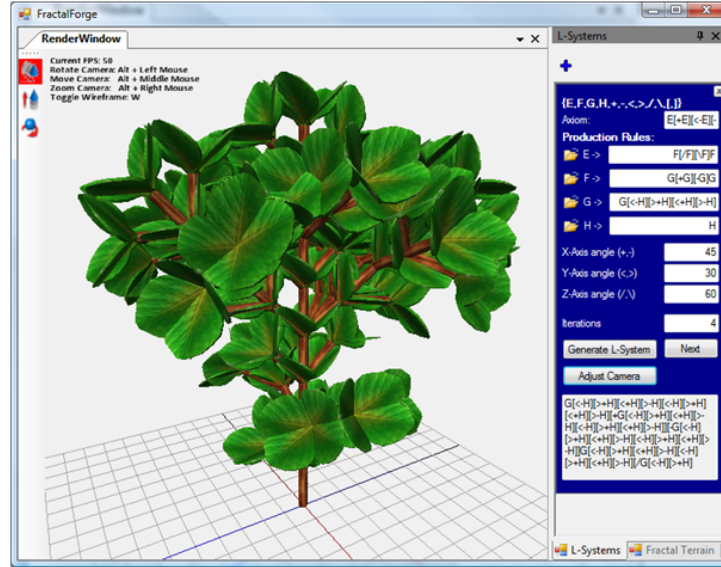 FractalForge
RenderWindow
Current FPS: 50
Rotate Camera: Alt + Left Mouse
Move Camera: Alt + Middle Mouse
Zoom Camera: Alt + Right Mouse
Toggle Wireframe: W
L-Systems
{E,F,G,H,+,-,<,>,/,\,[,]}
Axiom: E[+E][<-E][-
Production Rules:
E -> F[/F][\F]F
F -> G[+G][-G]G
G -> G[<-H][>+H][<+H][>-H]
H -> H
X-Axis angle (+,-) 45
Y-Axis angle (<,>) 30
Z-Axis angle (/,\) 60
Iterations 4
Generate L-System Next
Adjust Camera
G[<-H][>+H][<+H][>-H][<-H][>+H]
[<+H][>-H][+G[<-H][>+H][<+H][>-
H][<-H][>+H][<+H][>-H]][-G[<-H]
[>+H][<+H][>-H][<-H][>+H][<+H][>
-H]]G[<-H][>+H][<+H][>-H][<-H]
[>+H][<+H][>-H][/G[<-H][>+H]
L-Systems Fractal Terrain